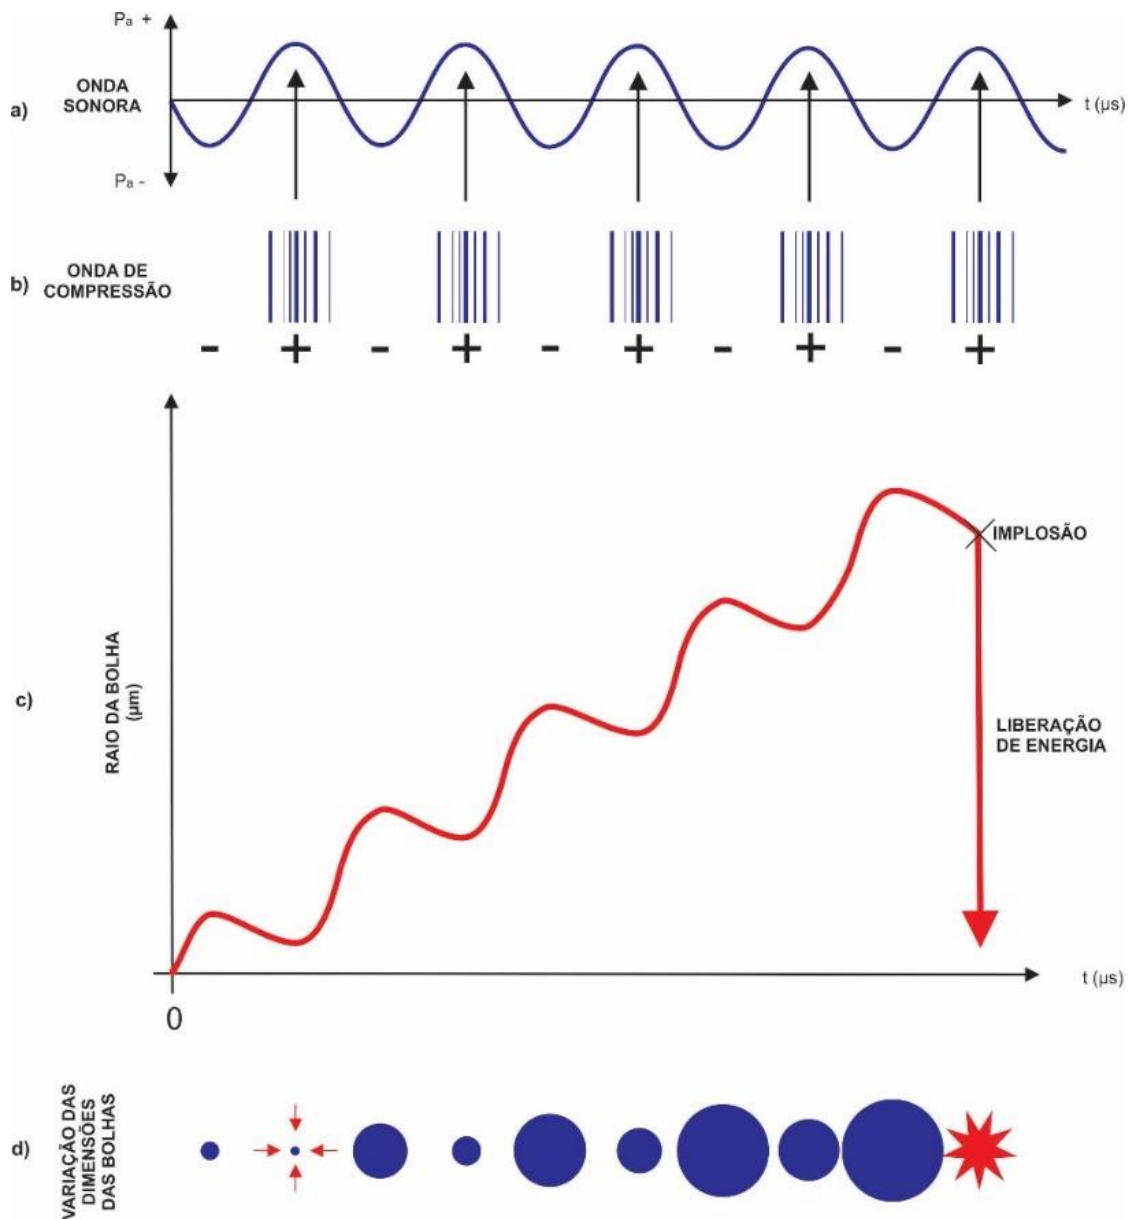 Pa +
ONDA
SONORA
a)
t (µs)
Pa -
ONDA DE
COMPRESSÃO
b)
- + - + - + - + - +
IMPLOSÃO
RAIO DA BOLHA
(µm)
c)
LIBERAÇÃO
DE ENERGIA
t (µs)
0
VARIAÇÃO DAS
DIMENSÕES
DAS BOLHAS
d)